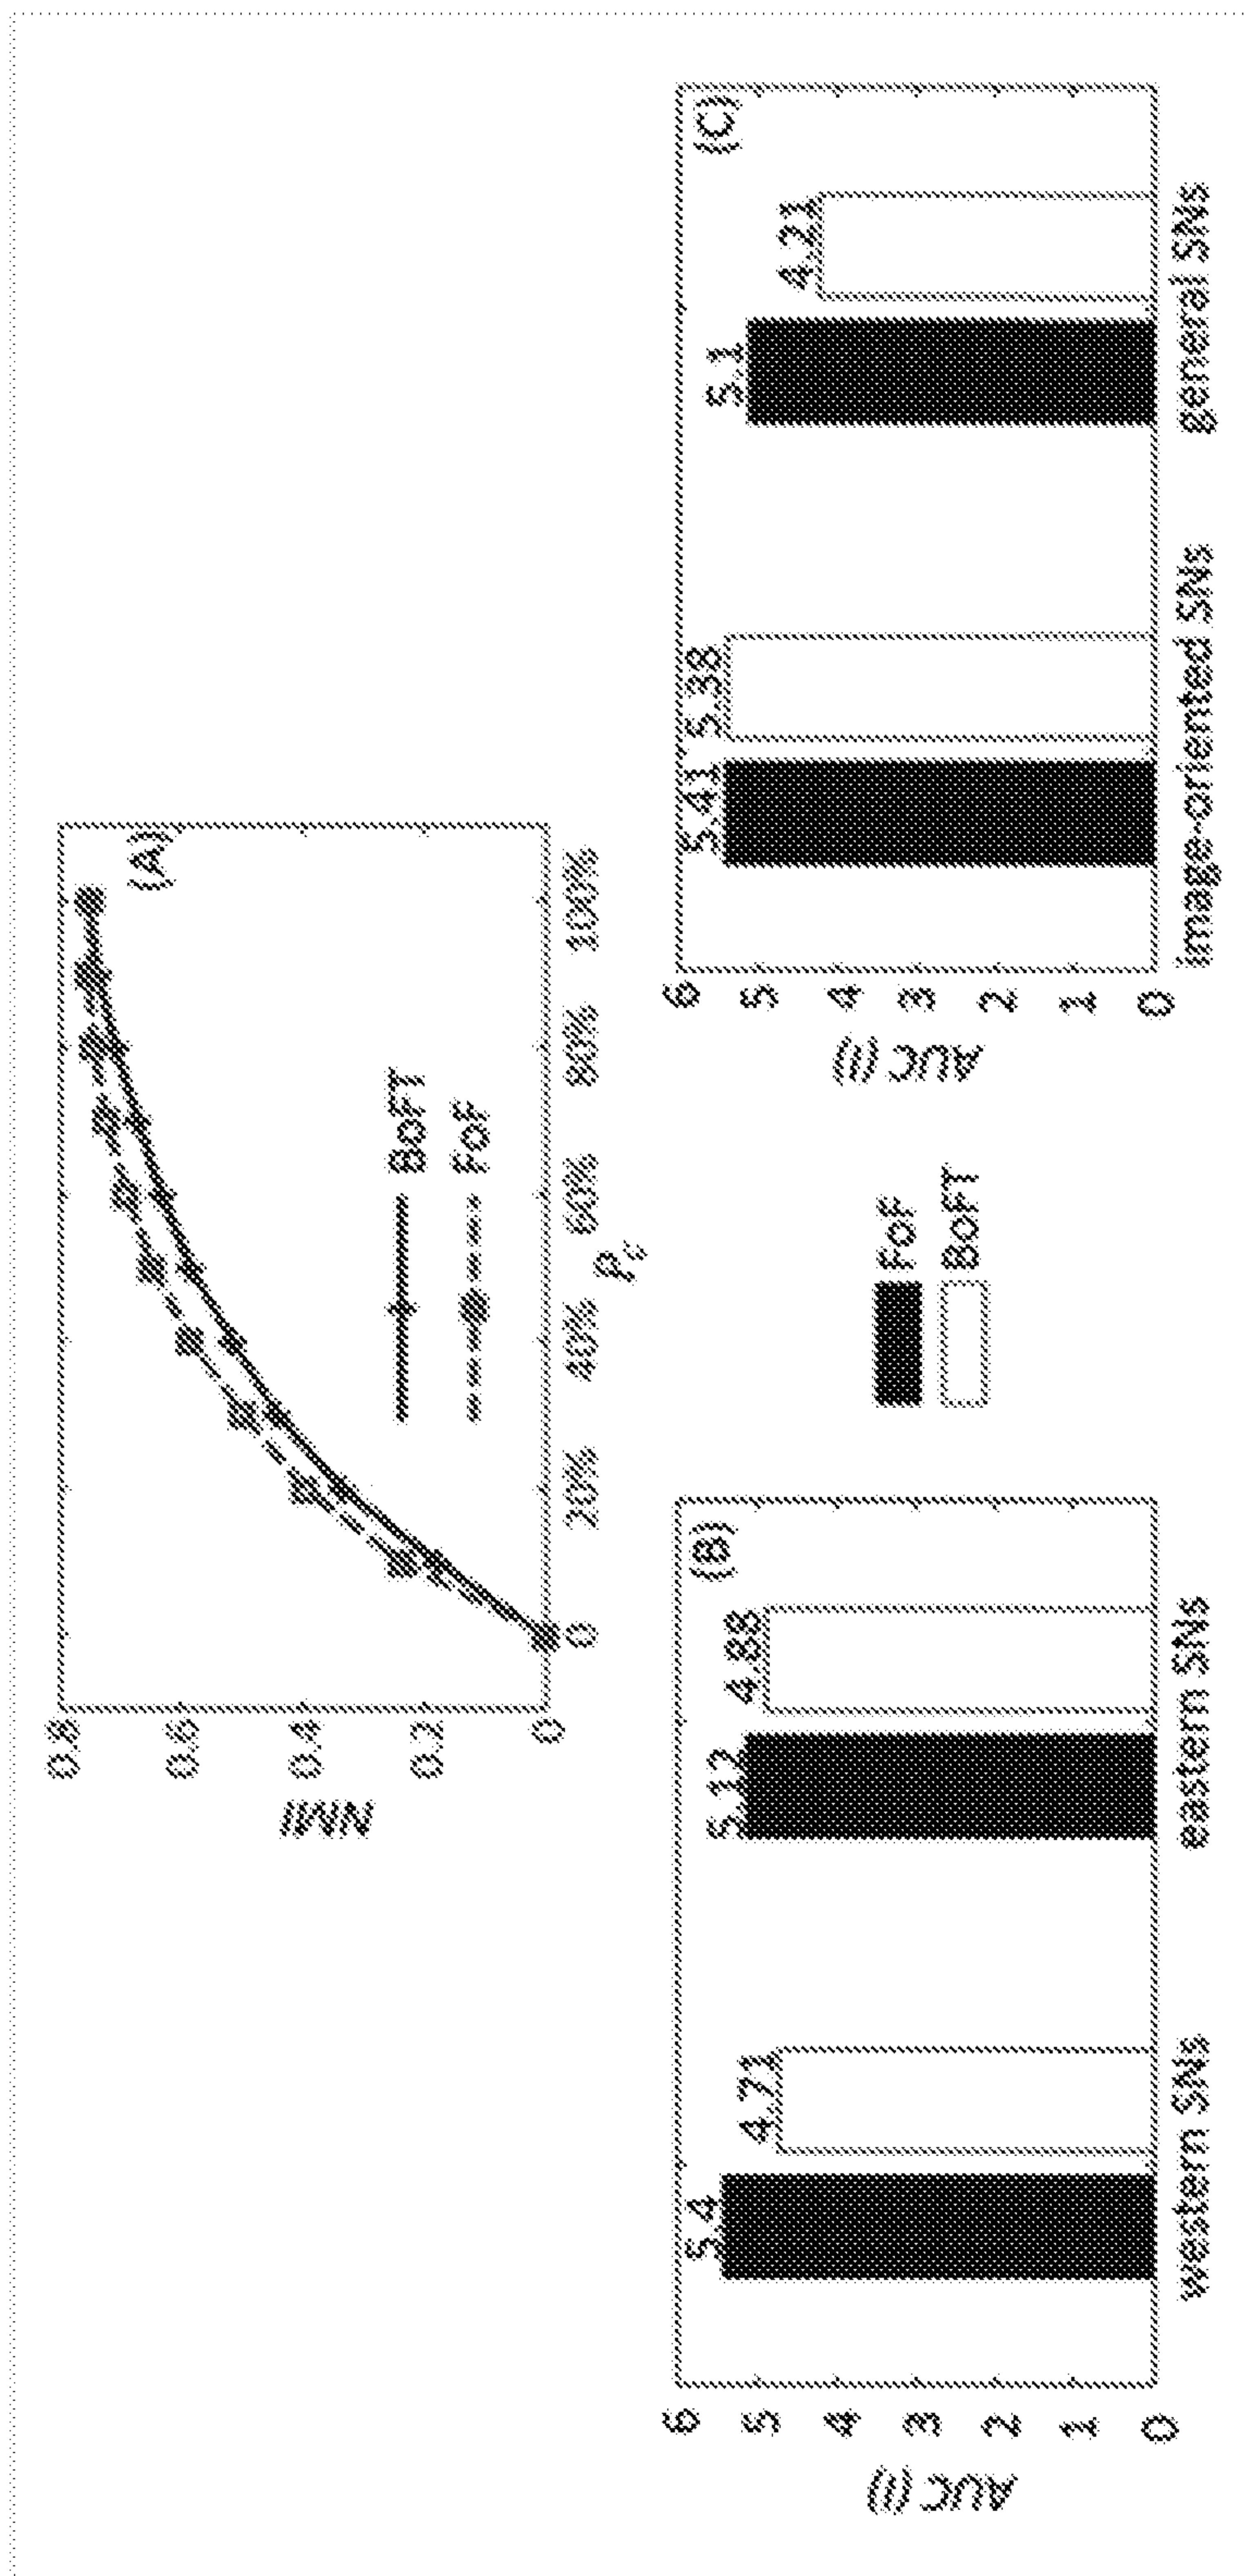 (A)
NMI
0.8
0.6
0.4
0.2
0
0 20% 40% 60% 80% 100%
Pc
BoFT
FoF
(B)
AUC (I)
6
5
4
3
2
1
0
5.4 4.71 5.12 4.88
western SNs eastern SNs
FoF
BoFT
(C)
AUC (I)
6
5
4
3
2
1
0
5.41 5.38 5.1 4.21
image-oriented SNs general SNs